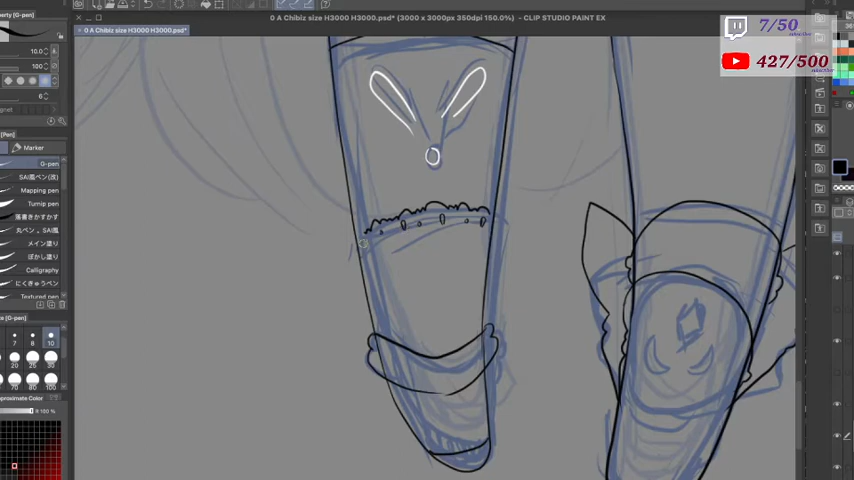 0 A Chibiz size H3000 H3000.psd* (3000 x 3000px 350dpi 150.0%) - CLIP STUDIO PAINT EX
0 A Chibiz size H3000 H3000.psd*
7/50
427/500
10.0
100
6
[Pen]
Marker
G-pen
SAI風ペン(改)
Mapping pen
Turnip pen
落書きかすかす
丸ペン。SAI風
メイン塗り
ぼかし塗り
Calligraphy
にくきゅうペン
Textured pen
[G-pen]
7 8 10
20 25 30
50 60 70
80 100
pproximate Color
R 100 %